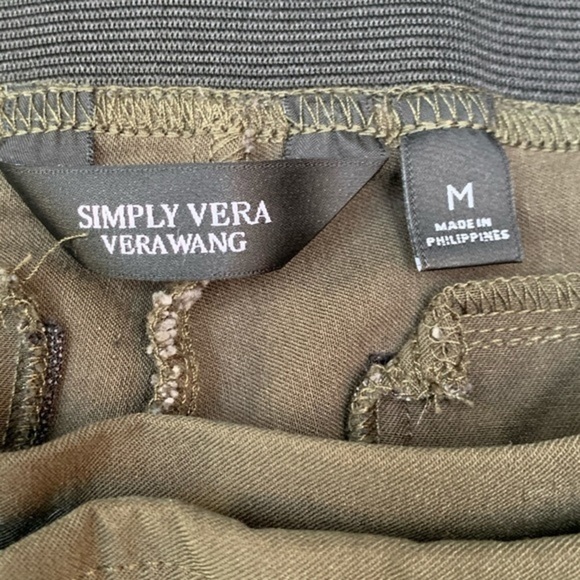 SIMPLY VERA
VERAWANG
M
MADE IN
PHILIPPINES